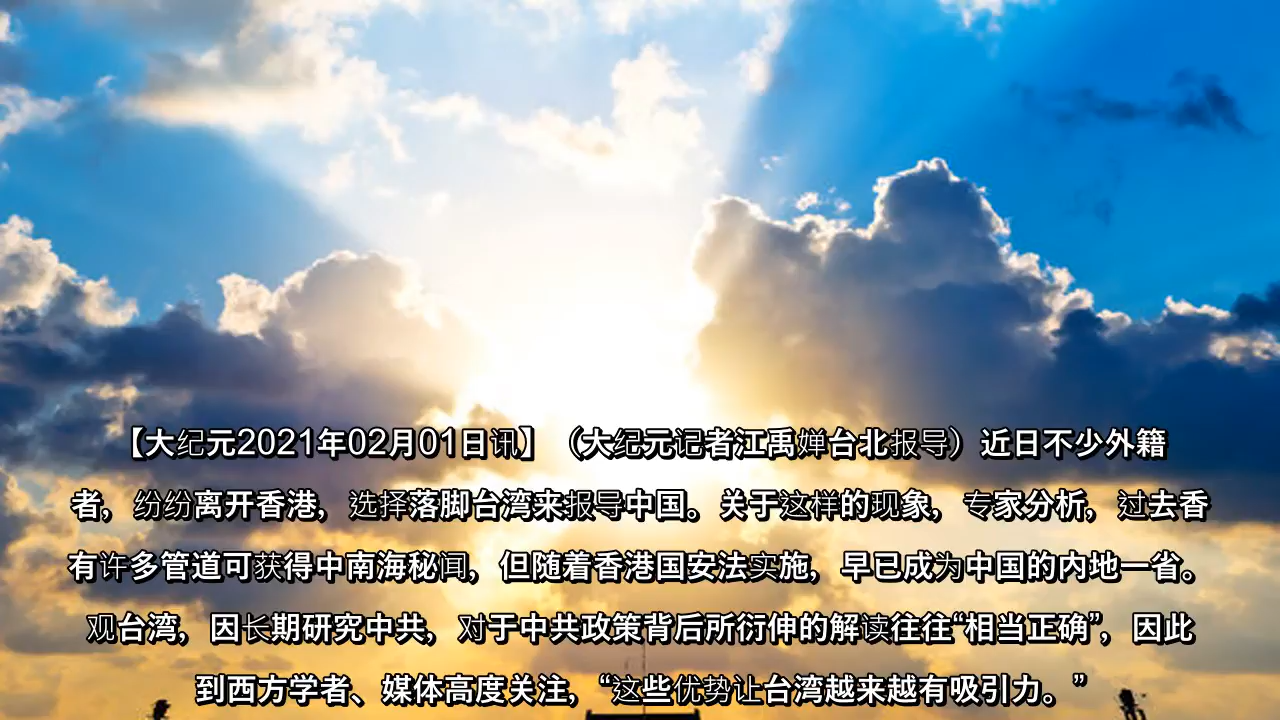 【大纪元2021年02月01日讯】（大纪元记者江禹婵台北报导）近日不少外籍
者，纷纷离开香港，选择落脚台湾来报导中国。关于这样的现象，专家分析，过去香
有许多管道可获得中南海秘闻，但随着香港国安法实施，早已成为中国的内地一省。
观台湾，因长期研究中共，对于中共政策背后所衍伸的解读往往“相当正确”，因此
到西方学者、媒体高度关注，“这些优势让台湾越来越有吸引力。”